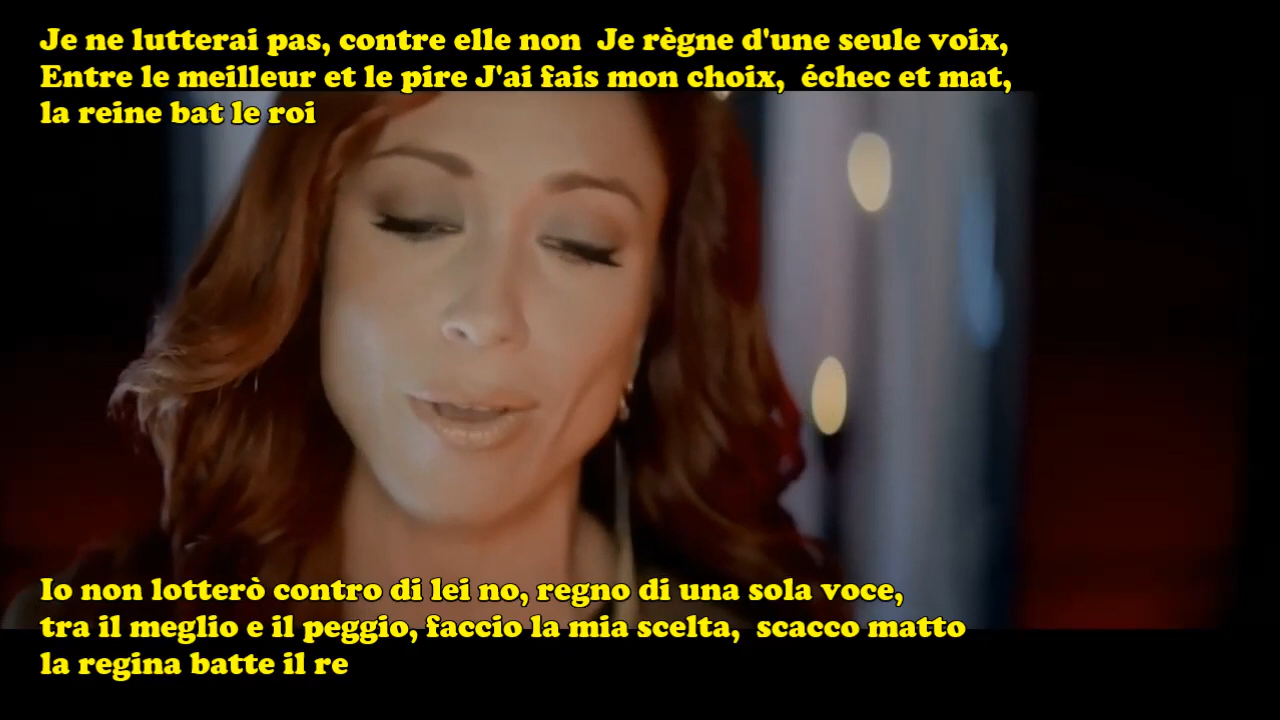 Je ne lutterai pas, contre elle non  Je règne d'une seule voix,
Entre le meilleur et le pire J'ai fais mon choix,  échec et mat,
la reine bat le roi
Io non lotterò contro di lei no, regno di una sola voce,
tra il meglio e il peggio, faccio la mia scelta,  scacco matto
la regina batte il re